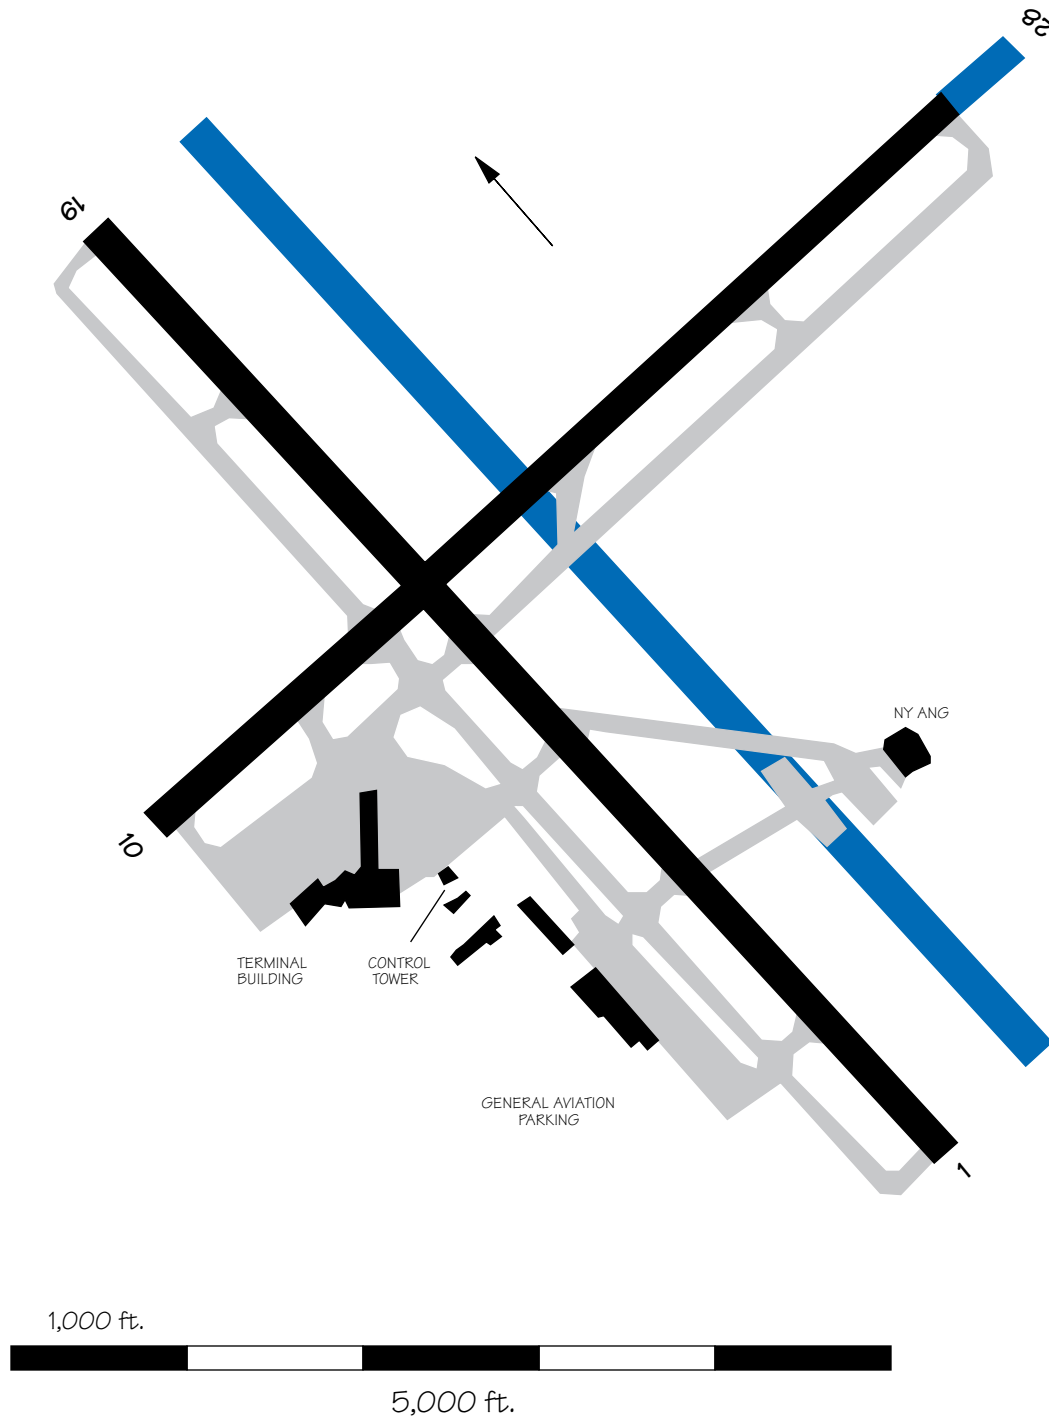 28
19
NY ANG
10
TERMINAL
BUILDING
CONTROL
TOWER
GENERAL AVIATION
PARKING
1
1,000 ft.
5,000 ft.